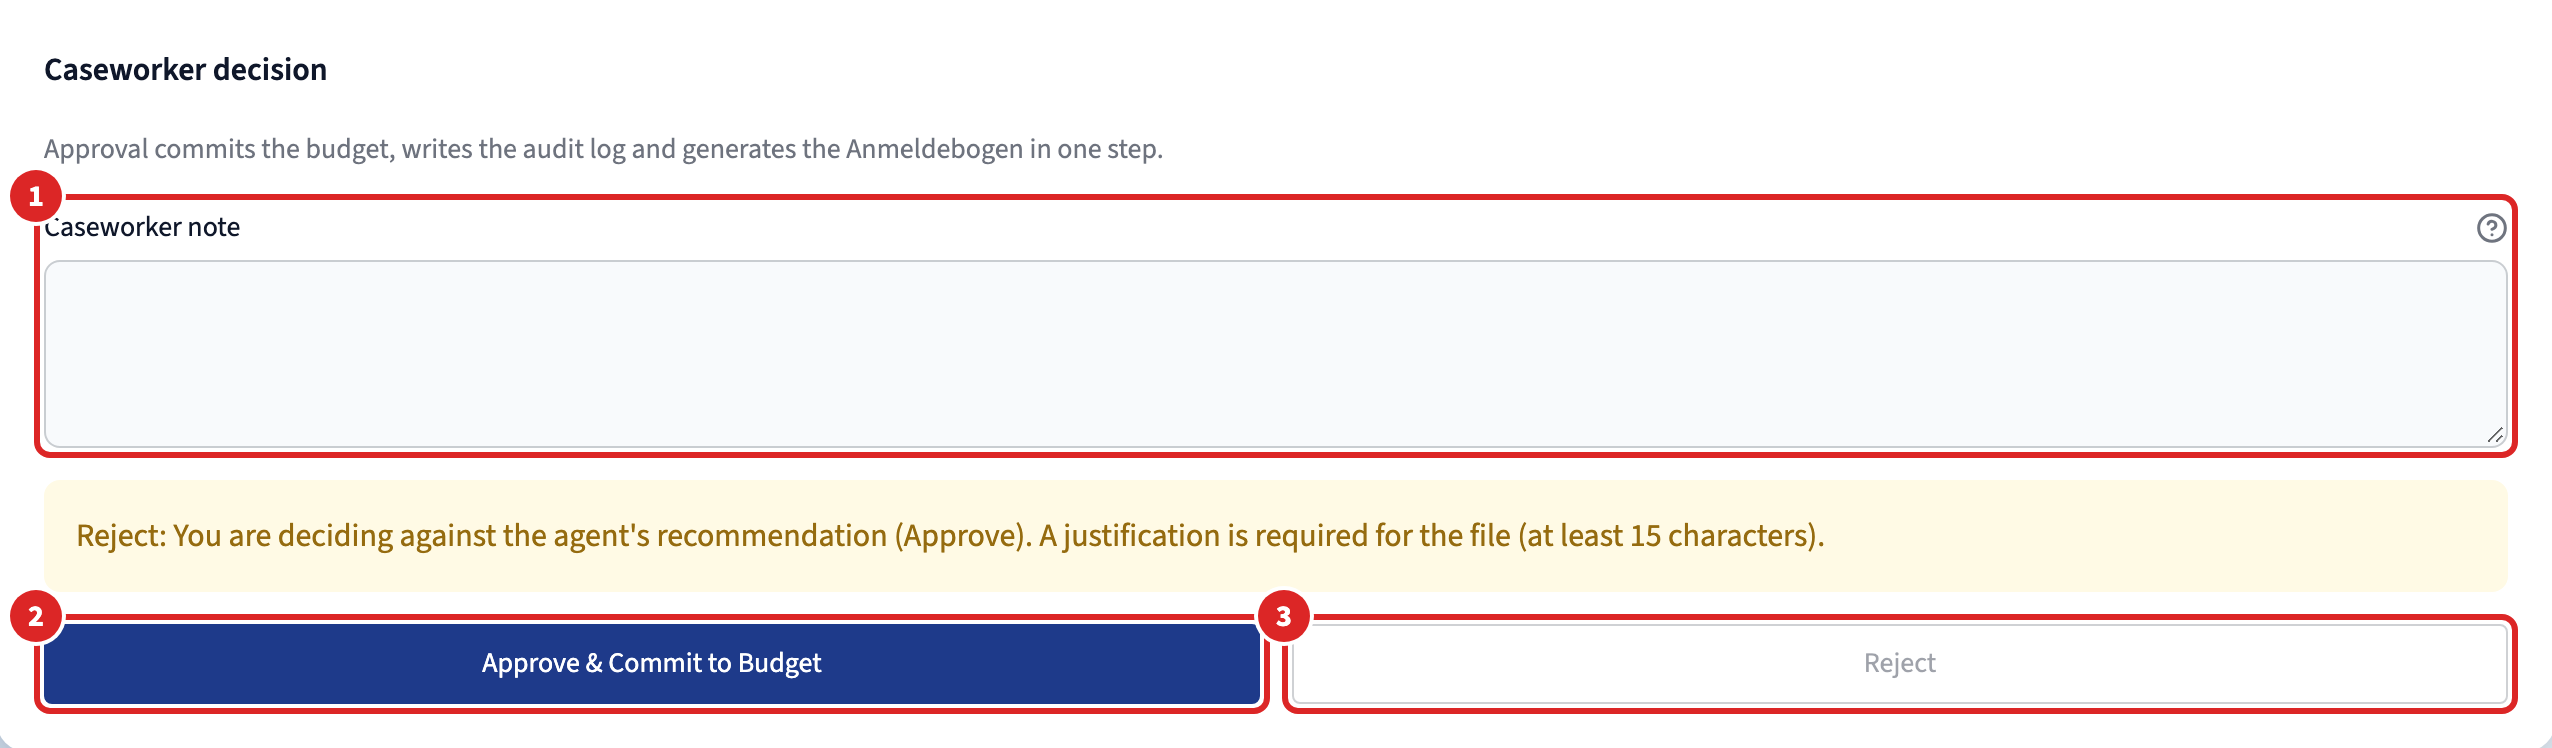 Caseworker decision
Approval commits the budget, writes the audit log and generates the Anmeldebogen in one step.
1
Caseworker note
?
Reject: You are deciding against the agent's recommendation (Approve). A justification is required for the file (at least 15 characters).
2
3
Approve & Commit to Budget
Reject